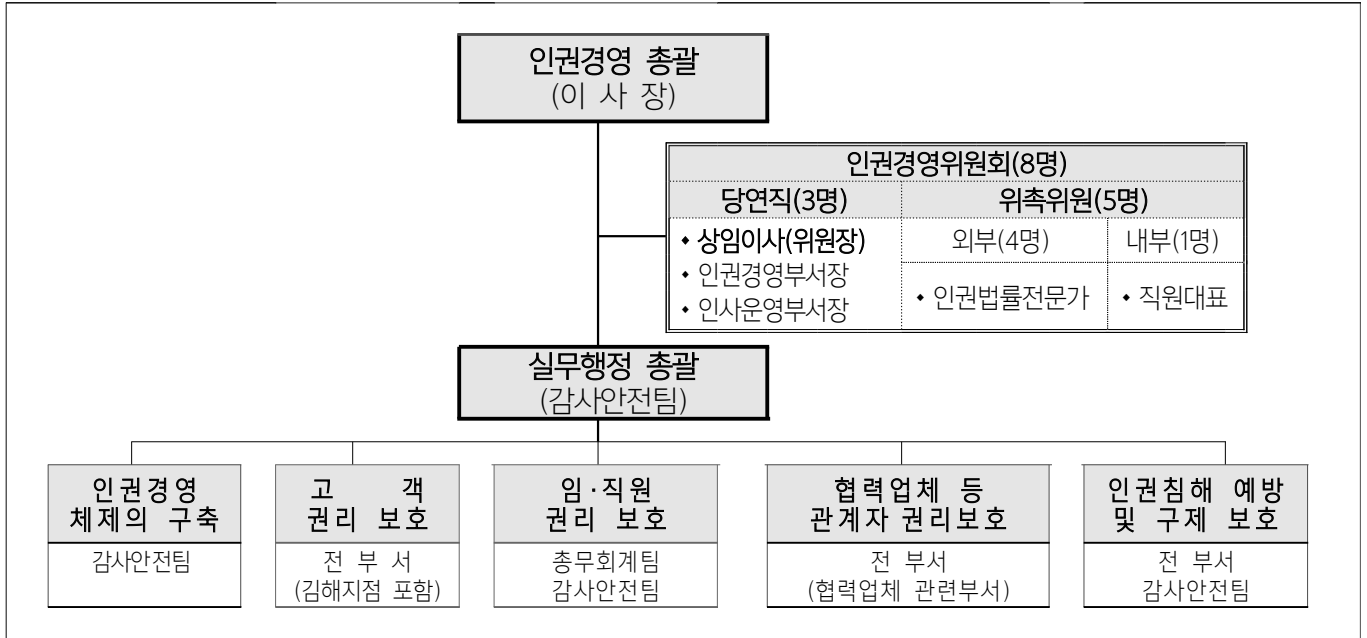 인권경영 총괄
(이 사 장)
인권경영위원회(8명)
당연직(3명) 위촉위원(5명)
◆ 상임이사(위원장) 외부(4명) 내부(1명)
◆ 인권경영부서장
◆ 인사운영부서장
◆ 인권법률전문가 ◆ 직원대표
실무행정 총괄
(감사안전팀)
인권경영
체제의 구축
감사안전팀
고 객
권리 보호
전 부 서
(김해지점 포함)
임·직원
권리 보호
총무회계팀
감사안전팀
협력업체 등
관계자 권리보호
전 부서
(협력업체 관련부서)
인권침해 예방
및 구제 보호
전 부서
감사안전팀